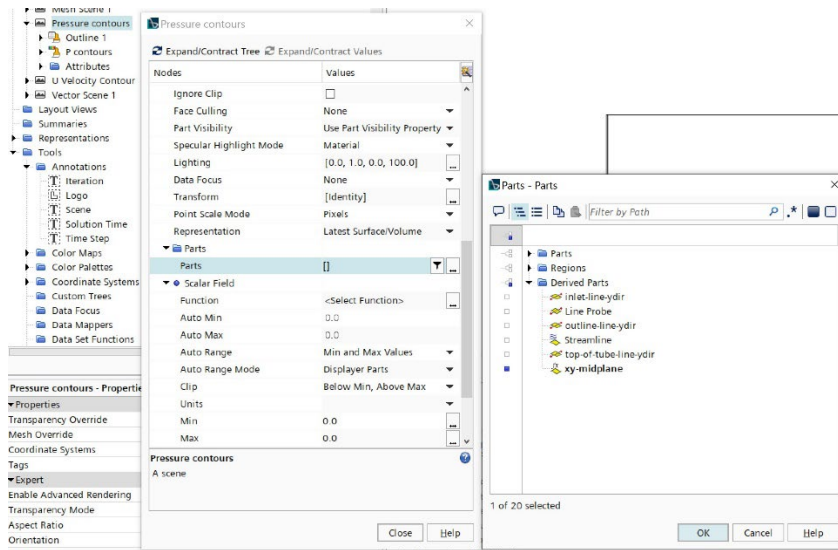 Mesh Scene 1
Pressure contours
Outline 1
P contours
Attributes
U Velocity Contour
Vector Scene 1
Layout Views
Summaries
Representations
Tools
Annotations
Iteration
Logo
Scene
Solution Time
Time Step
Color Maps
Color Palettes
Coordinate Systems
Custom Trees
Data Focus
Data Mappers
Data Set Functions
Pressure contours - Propertie
Properties
Transparency Override
Mesh Override
Coordinate Systems
Tags
Expert
Enable Advanced Rendering
Transparency Mode
Aspect Ratio
Orientation
Pressure contours
Expand/Contract Tree Expand/Contract Values
Nodes Values
Ignore Clip
Face Culling None
Part Visibility Use Part Visibility Property
Specular Highlight Mode Material
Lighting [0.0, 1.0, 0.0, 100.0]
Data Focus None
Transform [Identity]
Point Scale Mode Pixels
Representation Latest Surface/Volume
Parts
Parts []
Scalar Field
Function <Select Function>
Auto Min 0.0
Auto Max 0.0
Auto Range Min and Max Values
Auto Range Mode Displayer Parts
Clip Below Min, Above Max
Units
Min 0.0
Max 0.0
Pressure contours
A scene
Close Help
Parts - Parts
Filter by Path
Parts
Regions
Derived Parts
inlet-line-ydir
Line Probe
outline-line-ydir
Streamline
top-of-tube-line-ydir
xy-midplane
1 of 20 selected
OK Cancel Help